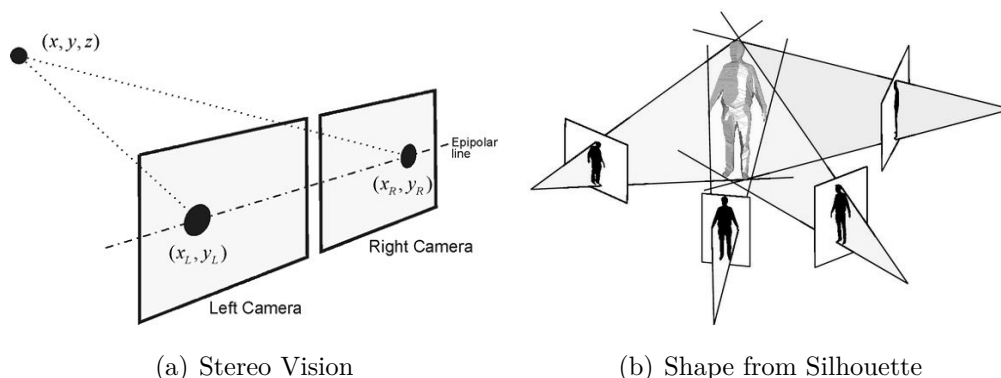 (x, y, z)
Epipolar
line
(x_R, y_R)
Right Camera
(x_L, y_L)
Left Camera
(a) Stereo Vision
(b) Shape from Silhouette